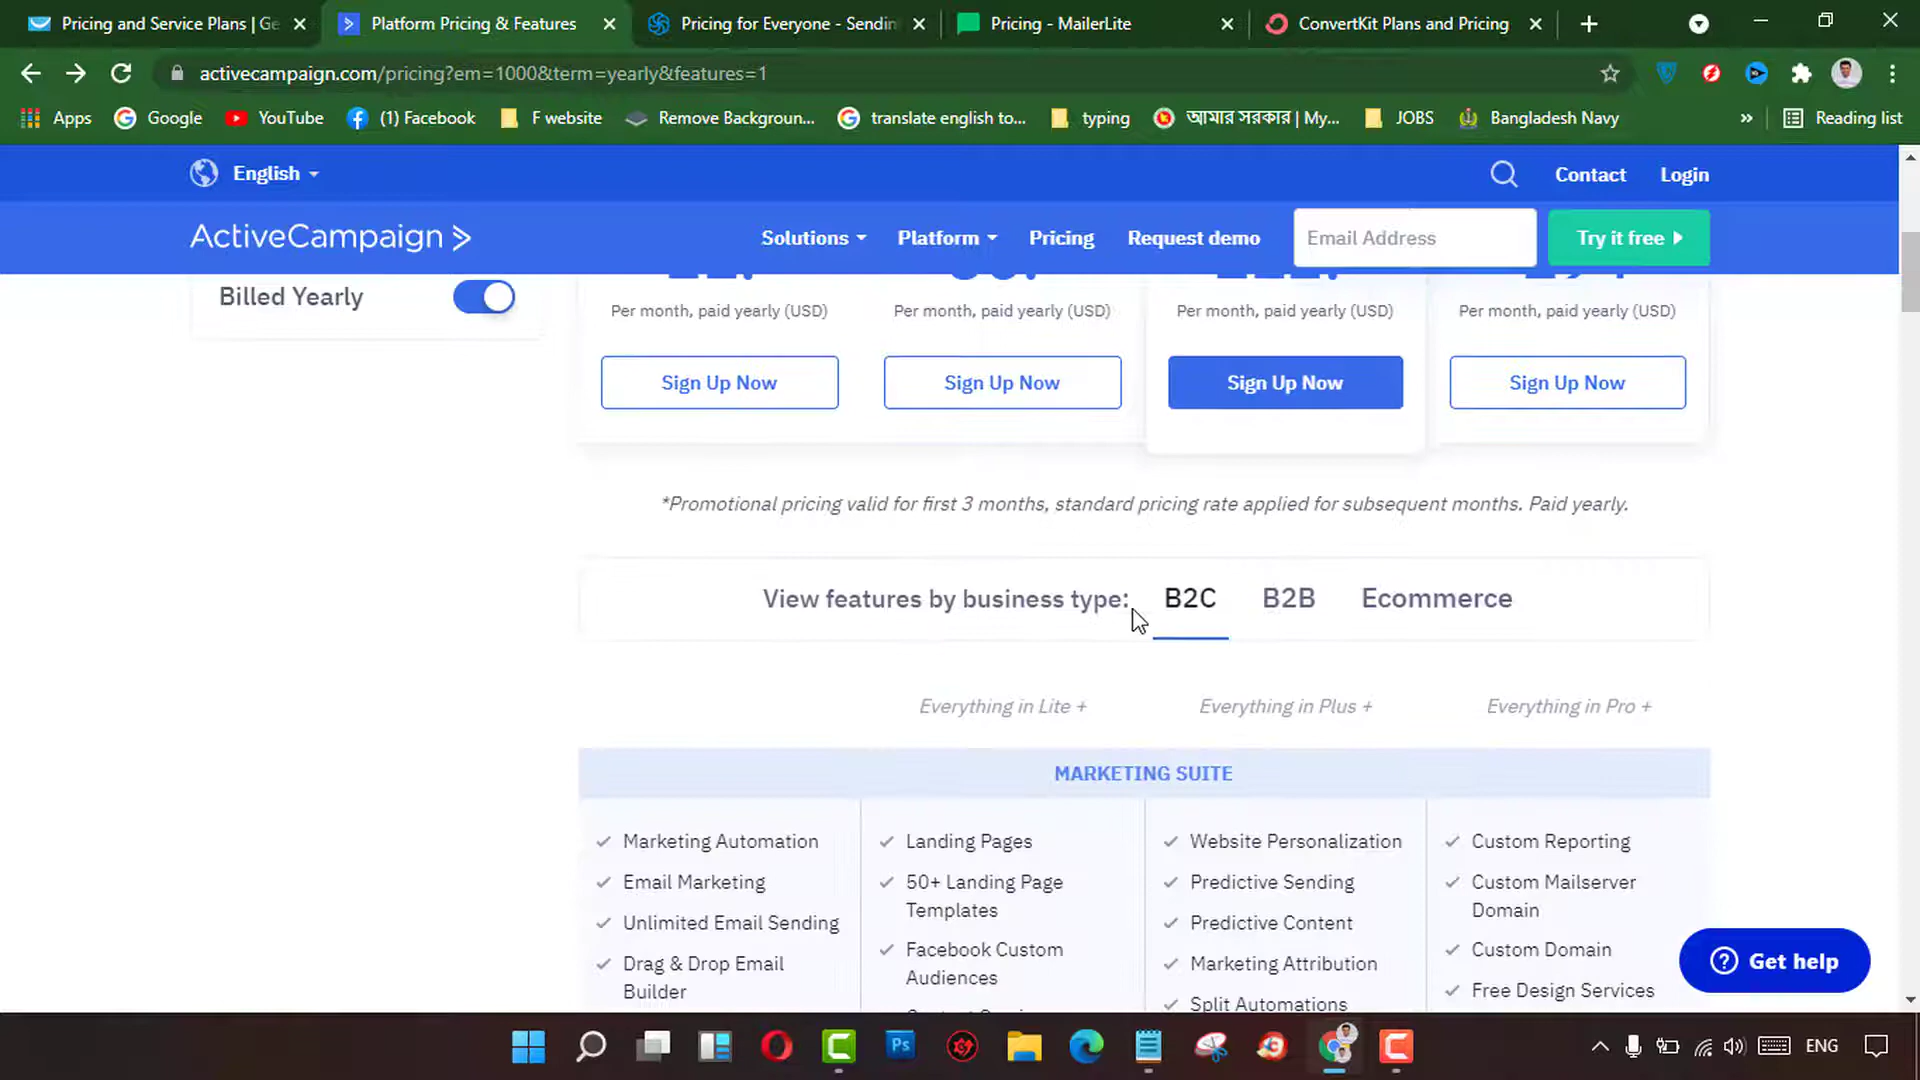 Pricing and Service Plans | Ge
Platform Pricing & Features
Pricing for Everyone - Sendin
Pricing - MailerLite
ConvertKit Plans and Pricing
activecampaign.com/pricing?em=1000&term=yearly&features=1
Apps
Google
YouTube
(1) Facebook
F website
Remove Backgroun...
translate english to...
typing
আমার সরকার | My...
JOBS
Bangladesh Navy
»
Reading list
English
Contact
Login
ActiveCampaign >
Solutions
Platform
Pricing
Request demo
Email Address
Try it free
Billed Yearly
Per month, paid yearly (USD)
Per month, paid yearly (USD)
Per month, paid yearly (USD)
Per month, paid yearly (USD)
Sign Up Now
Sign Up Now
Sign Up Now
Sign Up Now
*Promotional pricing valid for first 3 months, standard pricing rate applied for subsequent months. Paid yearly.
View features by business type:
B2C
B2B
Ecommerce
Everything in Lite +
Everything in Plus +
Everything in Pro +
MARKETING SUITE
Marketing Automation
Email Marketing
Unlimited Email Sending
Drag & Drop Email
Builder
Landing Pages
50+ Landing Page
Templates
Facebook Custom
Audiences
Website Personalization
Predictive Sending
Predictive Content
Marketing Attribution
Split Automations
Custom Reporting
Custom Mailserver
Domain
Custom Domain
Free Design Services
Get help
Ps
ENG